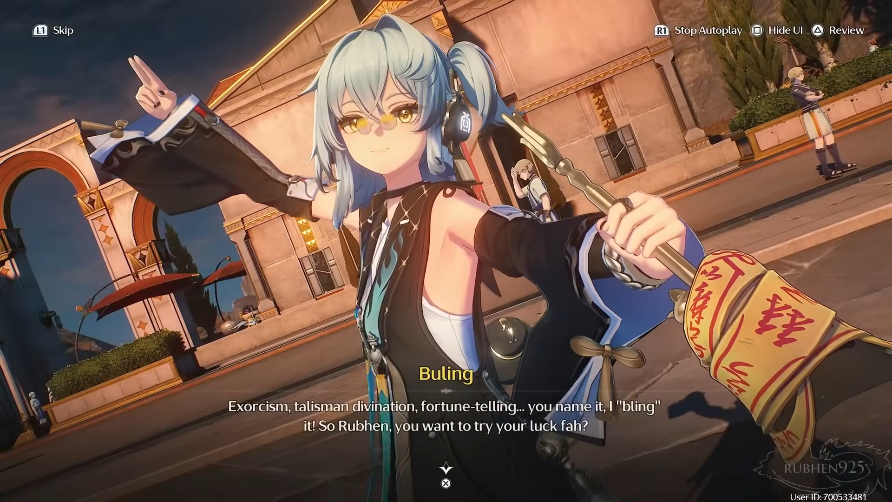 L1 Skip
R1 Stop Autoplay Hide UI Review
Buling
Exorcism, talisman divination, fortune-telling... you name it, I "bling"
it! So Rubhen, you want to try your luck fah?
RUBHEN925
User ID: 700533481